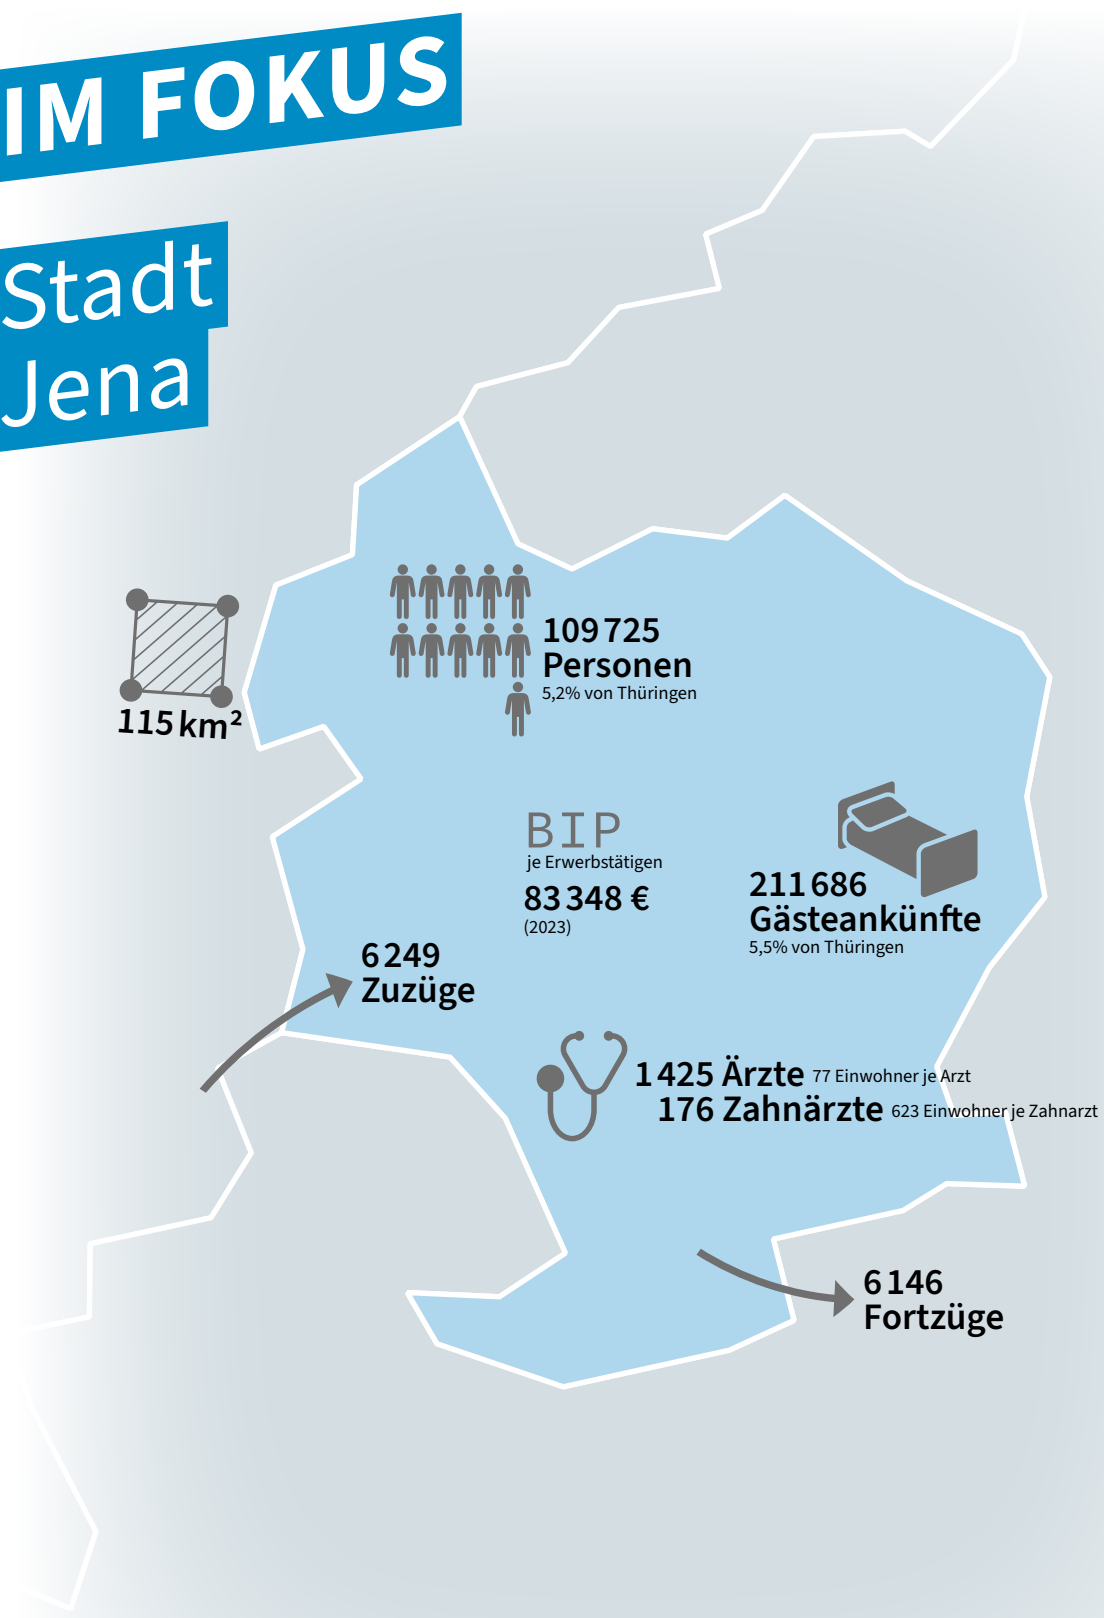 IM FOKUS
Stadt
Jena
109 725
Personen
5,2% von Thüringen
115 km²
BIP
je Erwerbstätigen
83 348 €
(2023)
211 686
Gästeankünfte
5,5% von Thüringen
6 249
Zuzüge
1 425 Ärzte 77 Einwohner je Arzt
176 Zahnärzte 623 Einwohner je Zahnarzt
6 146
Fortzüge